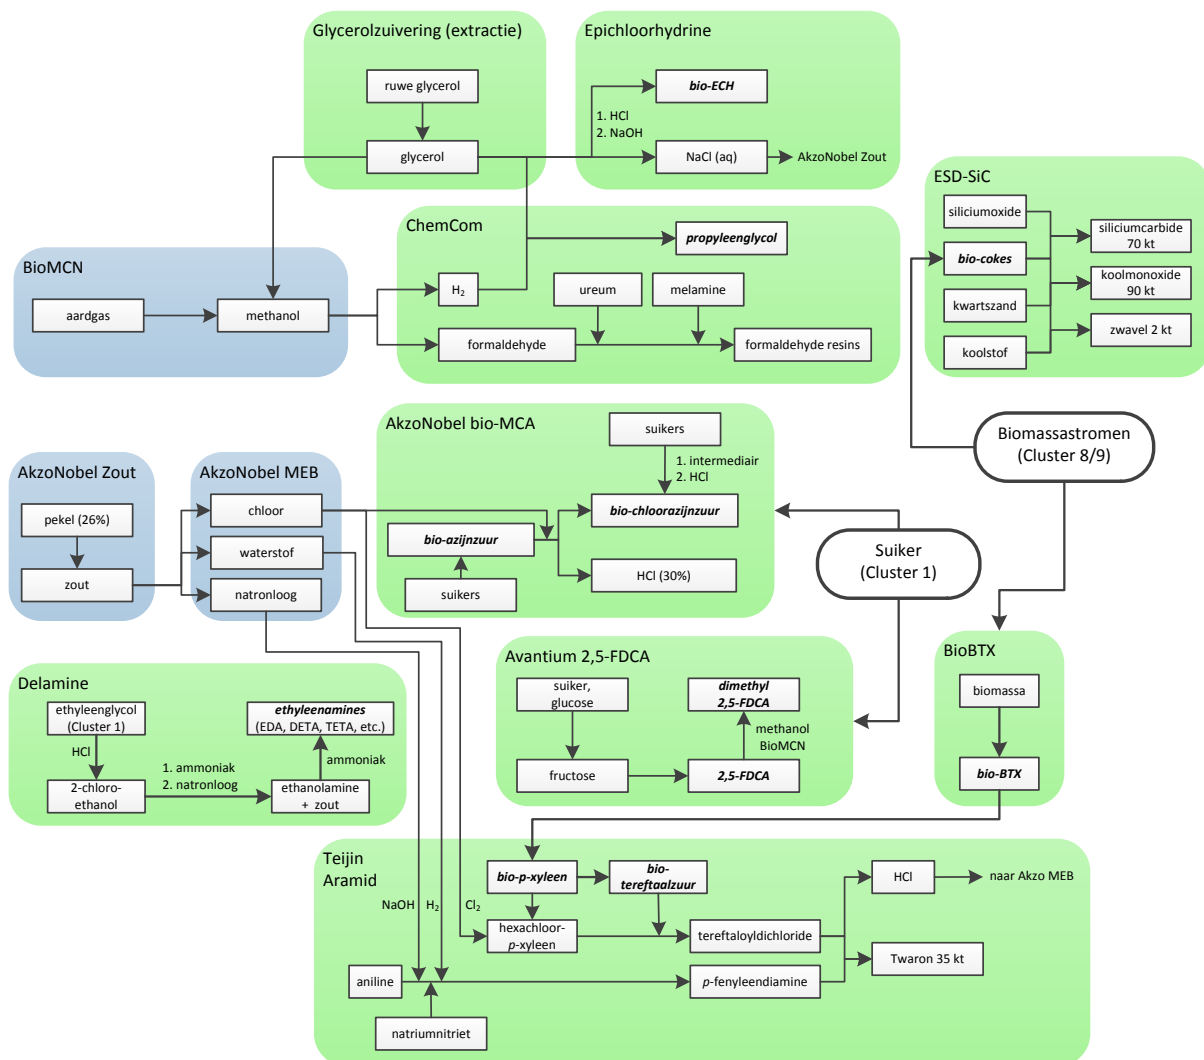 Glycerolzuivering (extractie)
ruwe glycerol
glycerol
Epichloorhydrine
bio-ECH
1. HCl
2. NaOH
NaCl (aq)
AkzoNobel Zout
ESD-SiC
siliciumoxide
bio-cokes
kwartszand
koolstof
siliciumcarbide
70 kt
koolmonoxide
90 kt
zwavel 2 kt
ChemCom
propyleenglycol
H₂
ureum
melamine
formaldehyde
formaldehyde resins
BioMCN
aardgas
methanol
AkzoNobel bio-MCA
suikers
1. intermediair
2. HCl
bio-chloorazijnzuur
bio-azijnzuur
HCl (30%)
suikers
Biomassastromen
(Cluster 8/9)
AkzoNobel Zout
pekel (26%)
zout
AkzoNobel MEB
chloor
waterstof
natronloog
Suiker
(Cluster 1)
Avantium 2,5-FDCA
suiker,
glucose
fructose
dimethyl
2,5-FDCA
methanol
BioMCN
2,5-FDCA
BioBTX
biomassa
bio-BTX
Delamine
ethyleenglycol
(Cluster 1)
HCl
2-chloro-
ethanol
1. ammoniak
2. natronloog
ethyleenamines
(EDA, DETA, TETA, etc.)
ammoniak
ethanolamine
+ zout
Teijin
Aramid
NaOH
H₂
Cl₂
bio-p-xyleen
bio-
tereftaalzuur
hexachloor-
p-xyleen
tereftaloyldichloride
HCl
naar Akzo MEB
Twaron 35 kt
aniline
p-fenyleendiamine
natriumnitriet